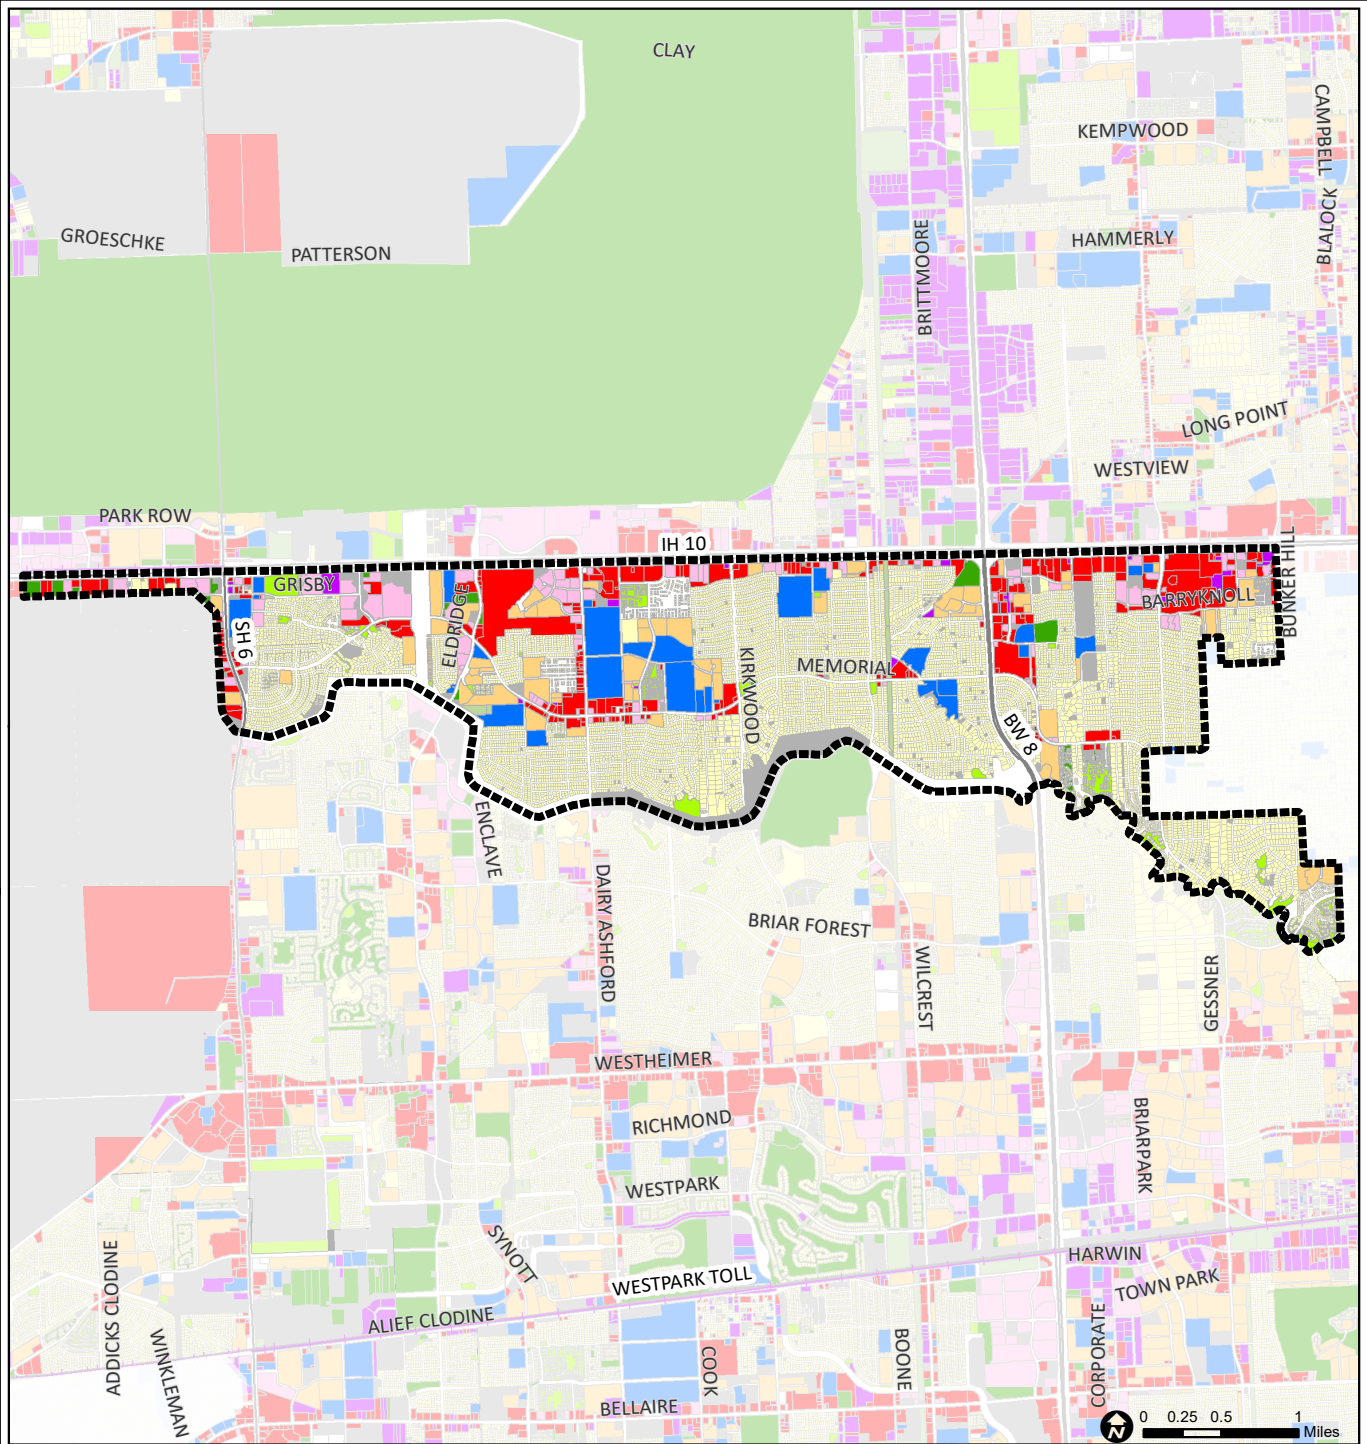 CLAY
CAMPBELL
KEMPWOOD
BLALOCK
GROESCHKE
PATTERSON
BRITTMOORE
HAMMERLY
LONG POINT
WESTVIEW
PARK ROW
IH 10
BUNKER HILL
GRISBY
ELDRIDGE
BARRYKNOLL
SH 6
KIRKWOOD
MEMORIAL
BW 8
ENCLAVE
DAIRY ASHFORD
BRIAR FOREST
WILCREST
GESSNER
WESTHEIMER
RICHMOND
BRIARPARK
WESTPARK
SYNOTT
HARWIN
WESTPARK TOLL
TOWN PARK
ADDICKS CLODINE
ALIEF CLODINE
WINKLEMAN
COOK
BOONE
CORPORATE
BELLAIRE
N
0 0.25 0.5 1
Miles